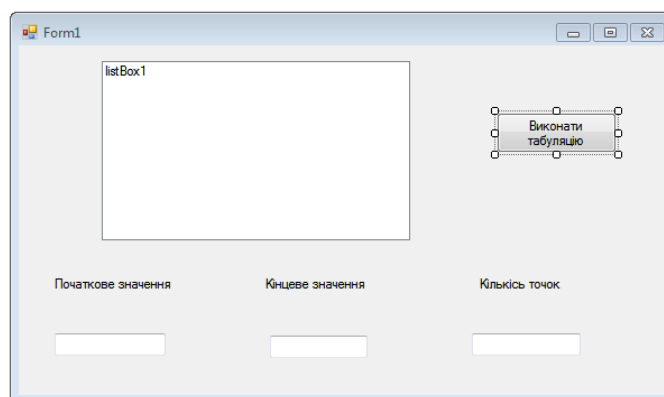 Form1
listBox1
Виконати
табуляцію
Початкове значення
Кінцеве значення
Кількісь точок